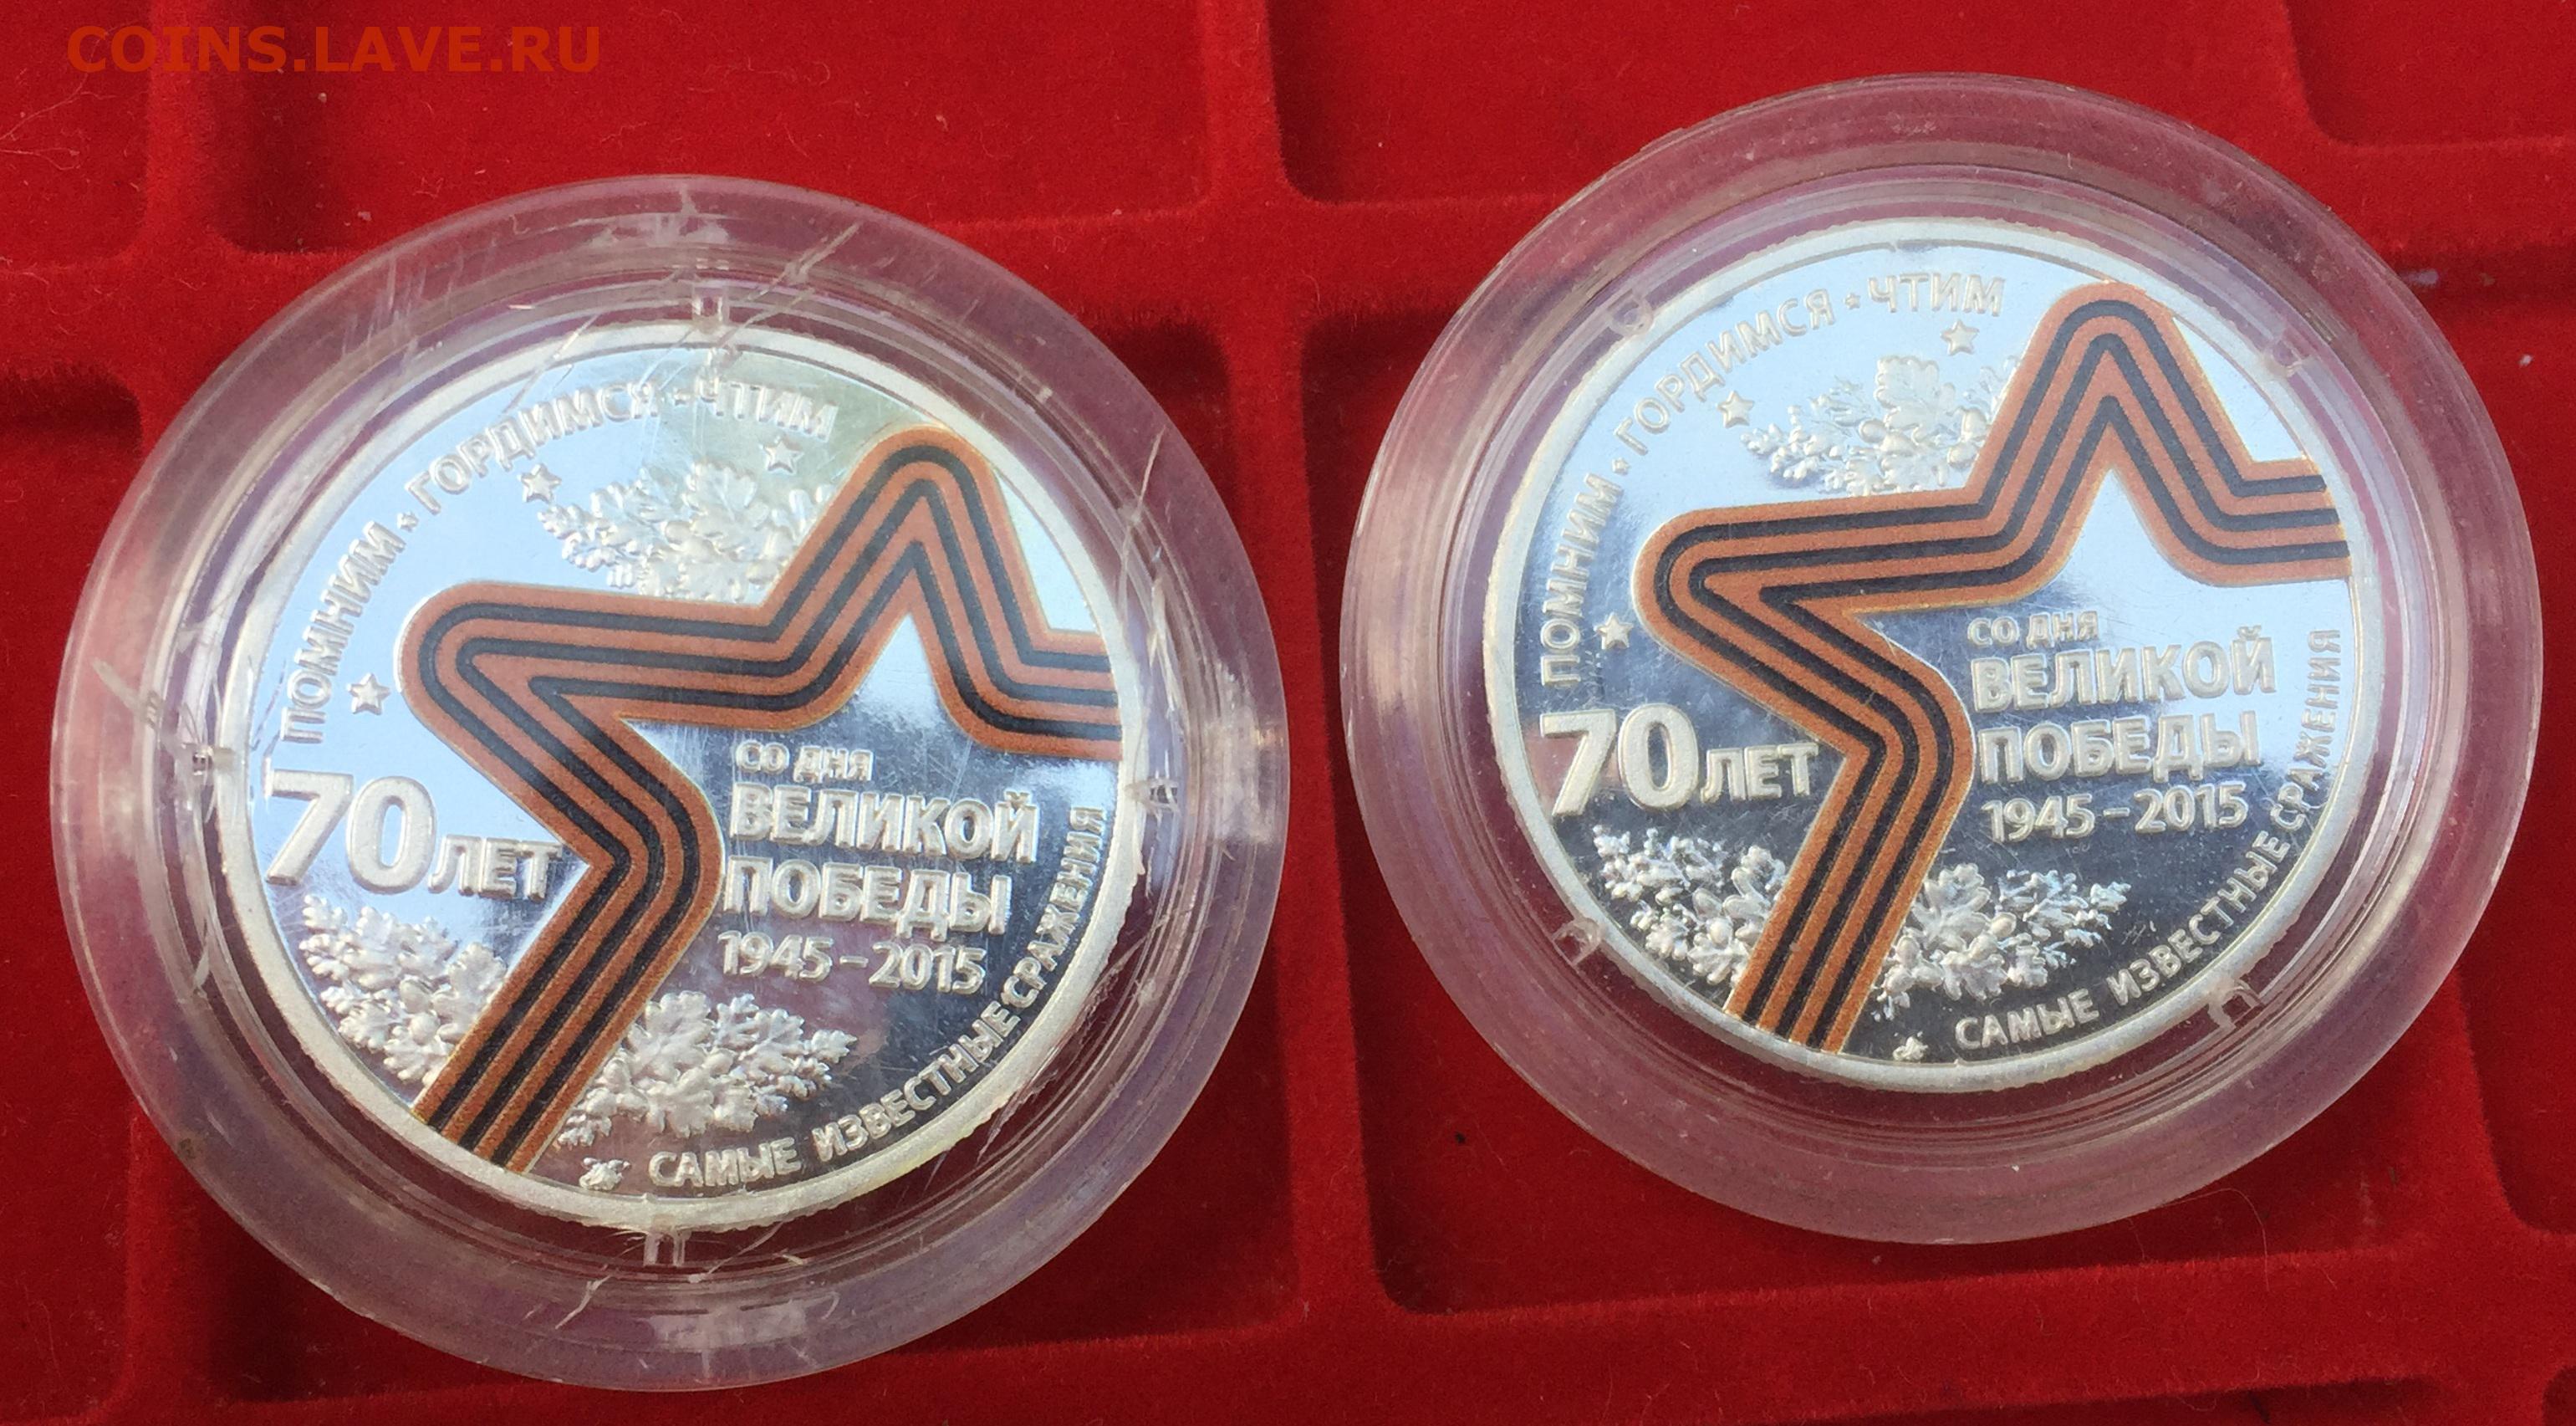 COINS.LAVE.RU
ПОМНИМ • ГОРДИМСЯ • ЧТИМ
70 ЛЕТ
СО ДНЯ
ВЕЛИКОЙ
ПОБЕДЫ
1945-2015
САМЫЕ ИЗВЕСТНЫЕ СРАЖЕНИЯ
ПОМНИМ • ГОРДИМСЯ • ЧТИМ
70 ЛЕТ
СО ДНЯ
ВЕЛИКОЙ
ПОБЕДЫ
1945-2015
САМЫЕ ИЗВЕСТНЫЕ СРАЖЕНИЯ